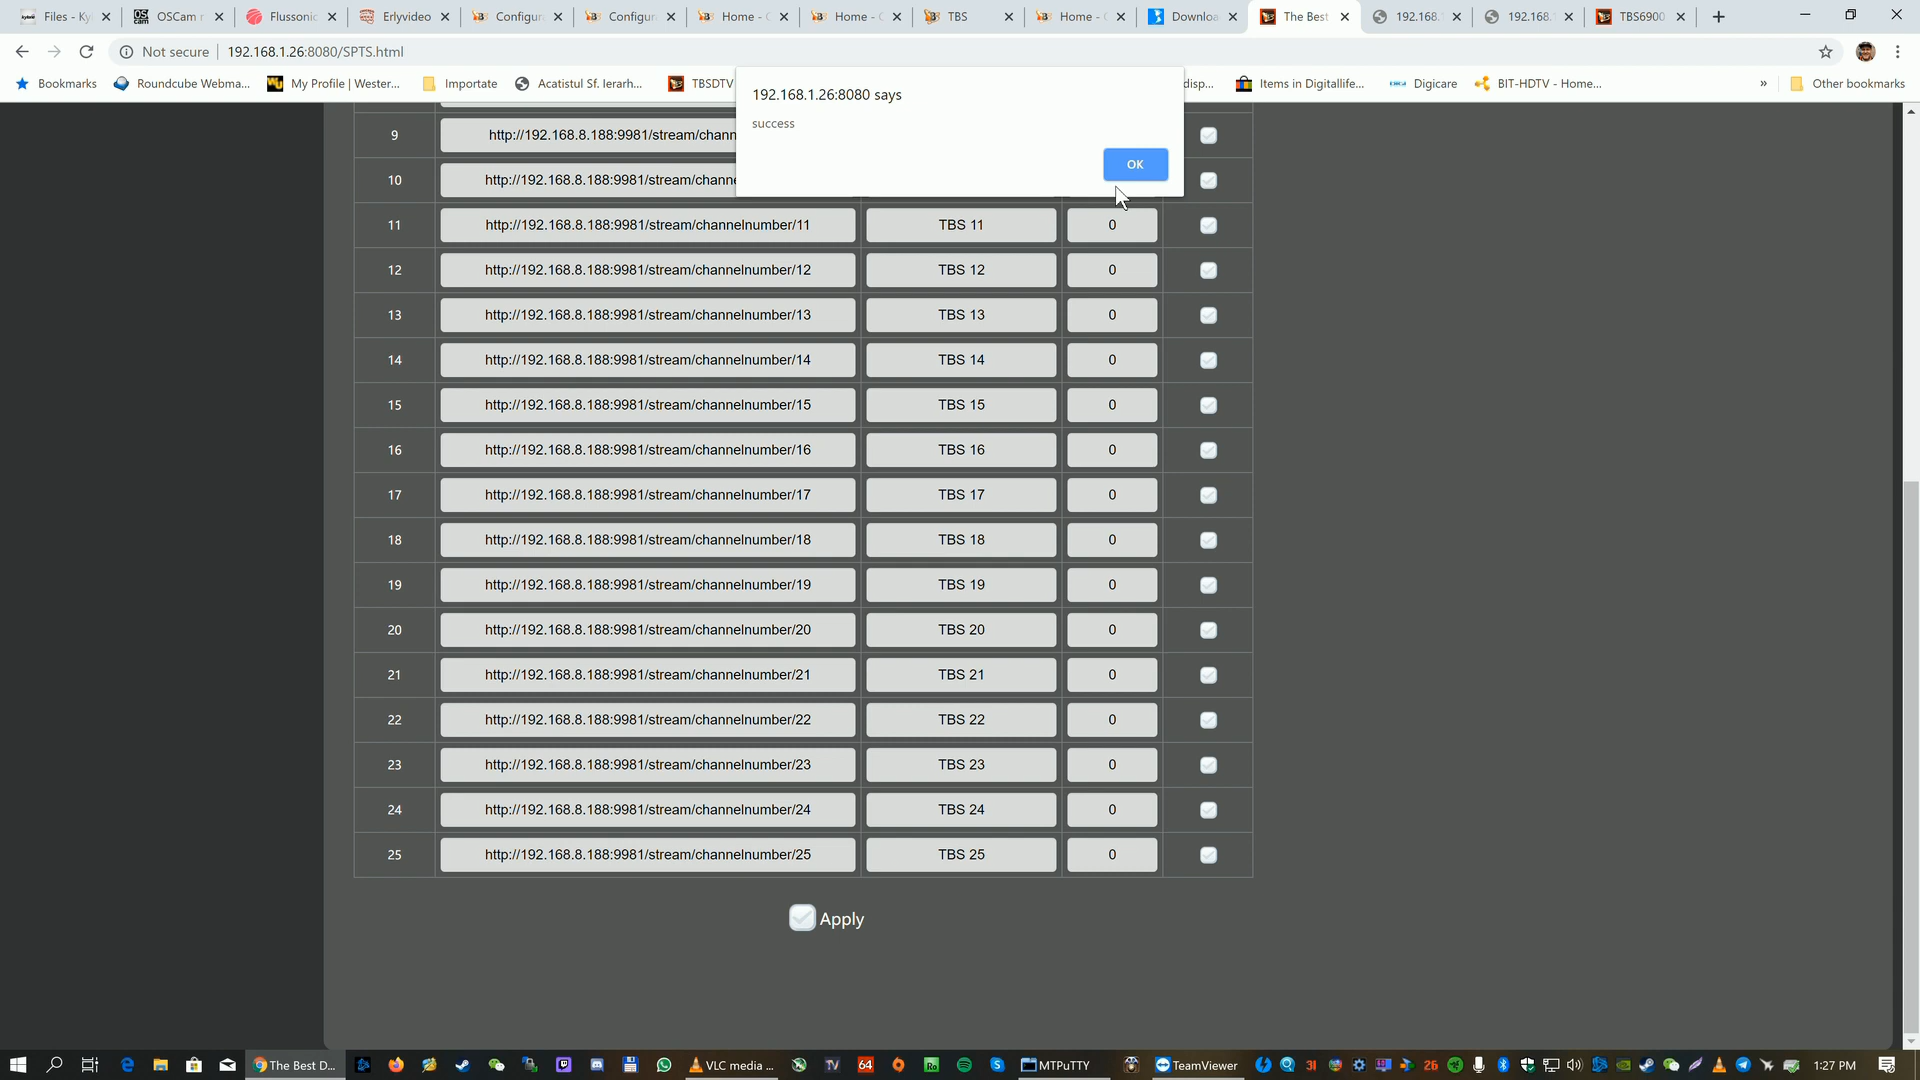 Files - Ky
OSCam r
Flussonic
Erlyvideo
Configur
Configur
Home - C
Home - C
TBS
Home - C
Downloa
The Best
192.168.
192.168.
TBS6900
Not secure
192.168.1.26:8080/SPTS.html
Bookmarks
Roundcube Webma...
My Profile | Wester...
Importate
Acatistul Sf. Ierarh...
TBSDTV
disp...
Items in Digitallife...
Digicare
BIT-HDTV - Home...
»
Other bookmarks
192.168.1.26:8080 says
success
OK
9 http://192.168.8.188:9981/stream/chann
10 http://192.168.8.188:9981/stream/channe
11 http://192.168.8.188:9981/stream/channelnumber/11 TBS 11 0
12 http://192.168.8.188:9981/stream/channelnumber/12 TBS 12 0
13 http://192.168.8.188:9981/stream/channelnumber/13 TBS 13 0
14 http://192.168.8.188:9981/stream/channelnumber/14 TBS 14 0
15 http://192.168.8.188:9981/stream/channelnumber/15 TBS 15 0
16 http://192.168.8.188:9981/stream/channelnumber/16 TBS 16 0
17 http://192.168.8.188:9981/stream/channelnumber/17 TBS 17 0
18 http://192.168.8.188:9981/stream/channelnumber/18 TBS 18 0
19 http://192.168.8.188:9981/stream/channelnumber/19 TBS 19 0
20 http://192.168.8.188:9981/stream/channelnumber/20 TBS 20 0
21 http://192.168.8.188:9981/stream/channelnumber/21 TBS 21 0
22 http://192.168.8.188:9981/stream/channelnumber/22 TBS 22 0
23 http://192.168.8.188:9981/stream/channelnumber/23 TBS 23 0
24 http://192.168.8.188:9981/stream/channelnumber/24 TBS 24 0
25 http://192.168.8.188:9981/stream/channelnumber/25 TBS 25 0
Apply
The Best D...
VLC media ...
TV
64
Ro
MTPuTTY
TeamViewer
31
26
1:27 PM